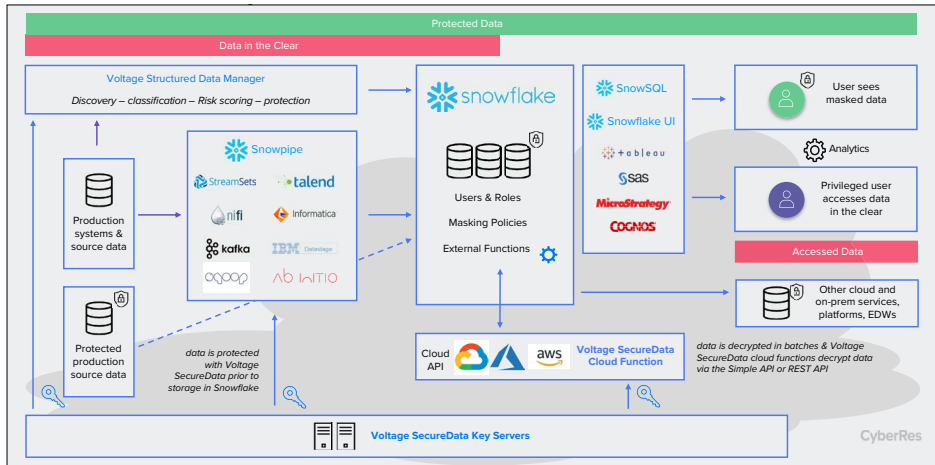 Protected Data
Data in the Clear
Voltage Structured Data Manager
Discovery – classification – Risk scoring – protection
Production
systems &
source data
Protected
production
source data
Snowpipe
StreamSets
talend
nifi
Informatica
kafka
IBM Datastage
sqoop
Ab Initio
data is protected
with Voltage
SecureData prior to
storage in Snowflake
snowflake
Users & Roles
Masking Policies
External Functions
SnowSQL
Snowflake UI
+ableau
sas
MicroStrategy
COGNOS
User sees
masked data
Analytics
Privileged user
accesses data
in the clear
Accessed Data
Other cloud and
on-prem services,
platforms, EDWs
Cloud
API
aws
Voltage SecureData
Cloud Function
data is decrypted in batches & Voltage
SecureData cloud functions decrypt data
via the Simple API or REST API
Voltage SecureData Key Servers
CyberRes